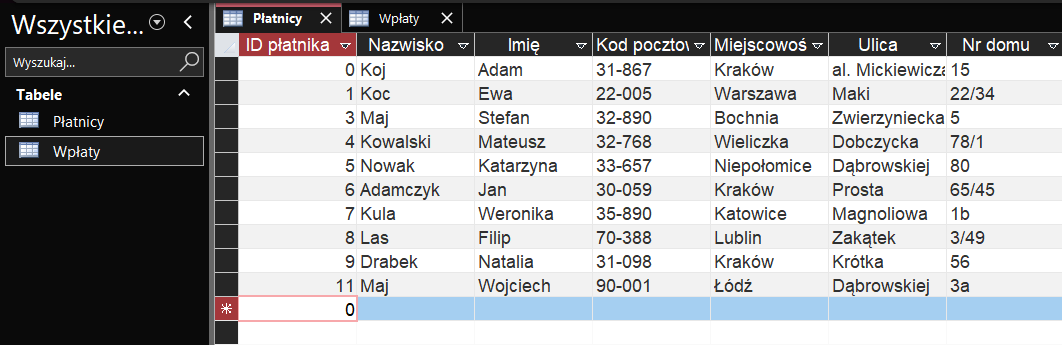 Wszystkie...
Wyszukaj...
Tabele
Płatnicy
Wpłaty
Płatnicy Wpłaty
ID płatnika Nazwisko Imię Kod pocztov Miejscowoś Ulica Nr domu
0 Koj Adam 31-867 Kraków al. Mickiewicza 15
1 Koc Ewa 22-005 Warszawa Maki 22/34
3 Maj Stefan 32-890 Bochnia Zwierzyniecka 5
4 Kowalski Mateusz 32-768 Wieliczka Dobczycka 78/1
5 Nowak Katarzyna 33-657 Niepołomice Dąbrowskiej 80
6 Adamczyk Jan 30-059 Kraków Prosta 65/45
7 Kula Weronika 35-890 Katowice Magnoliowa 1b
8 Las Filip 70-388 Lublin Zakątek 3/49
9 Drabek Natalia 31-098 Kraków Krótka 56
11 Maj Wojciech 90-001 Łódź Dąbrowskiej 3a
0